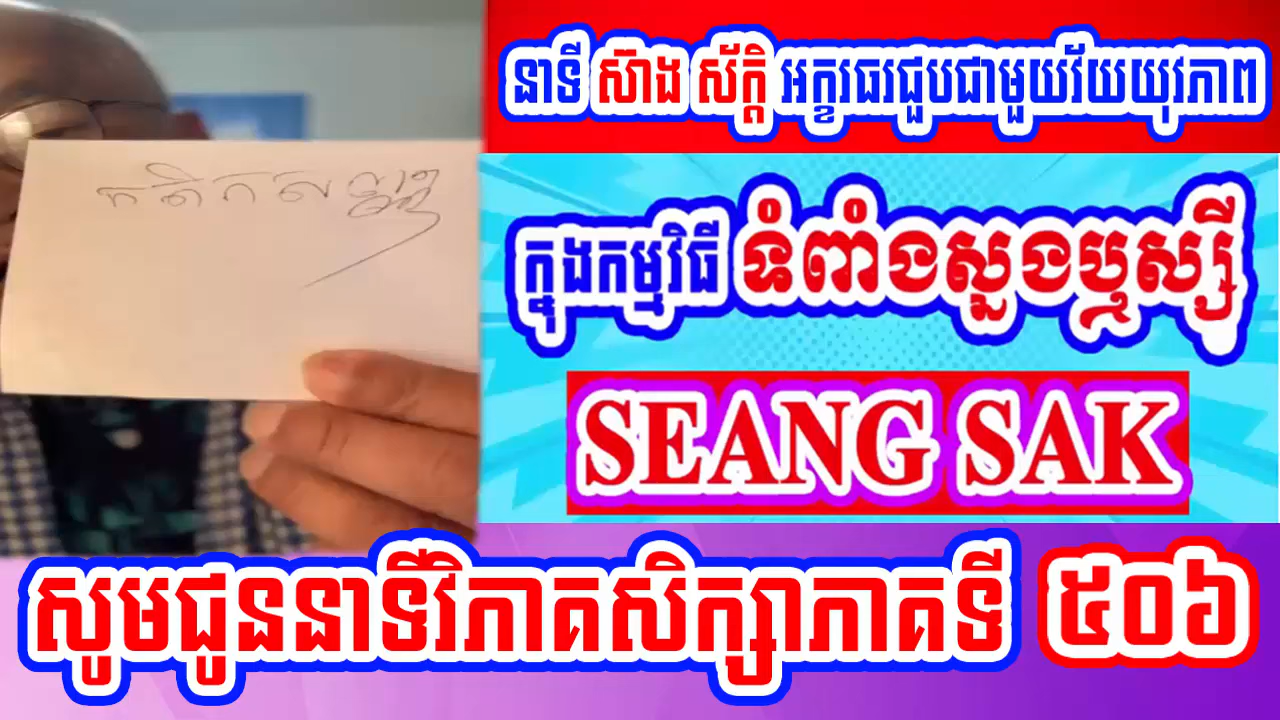 នាទី ស៊ាង ស័ក្តិ អក្ខរធរជួបជាមួយវ័យយុវភាព
ក្នុងកម្មវិធី ទំពាំងស្នងឬស្សី
SEANG SAK
សូមជូននាទីវិភាគសិក្សាភាគទី ៥០៦